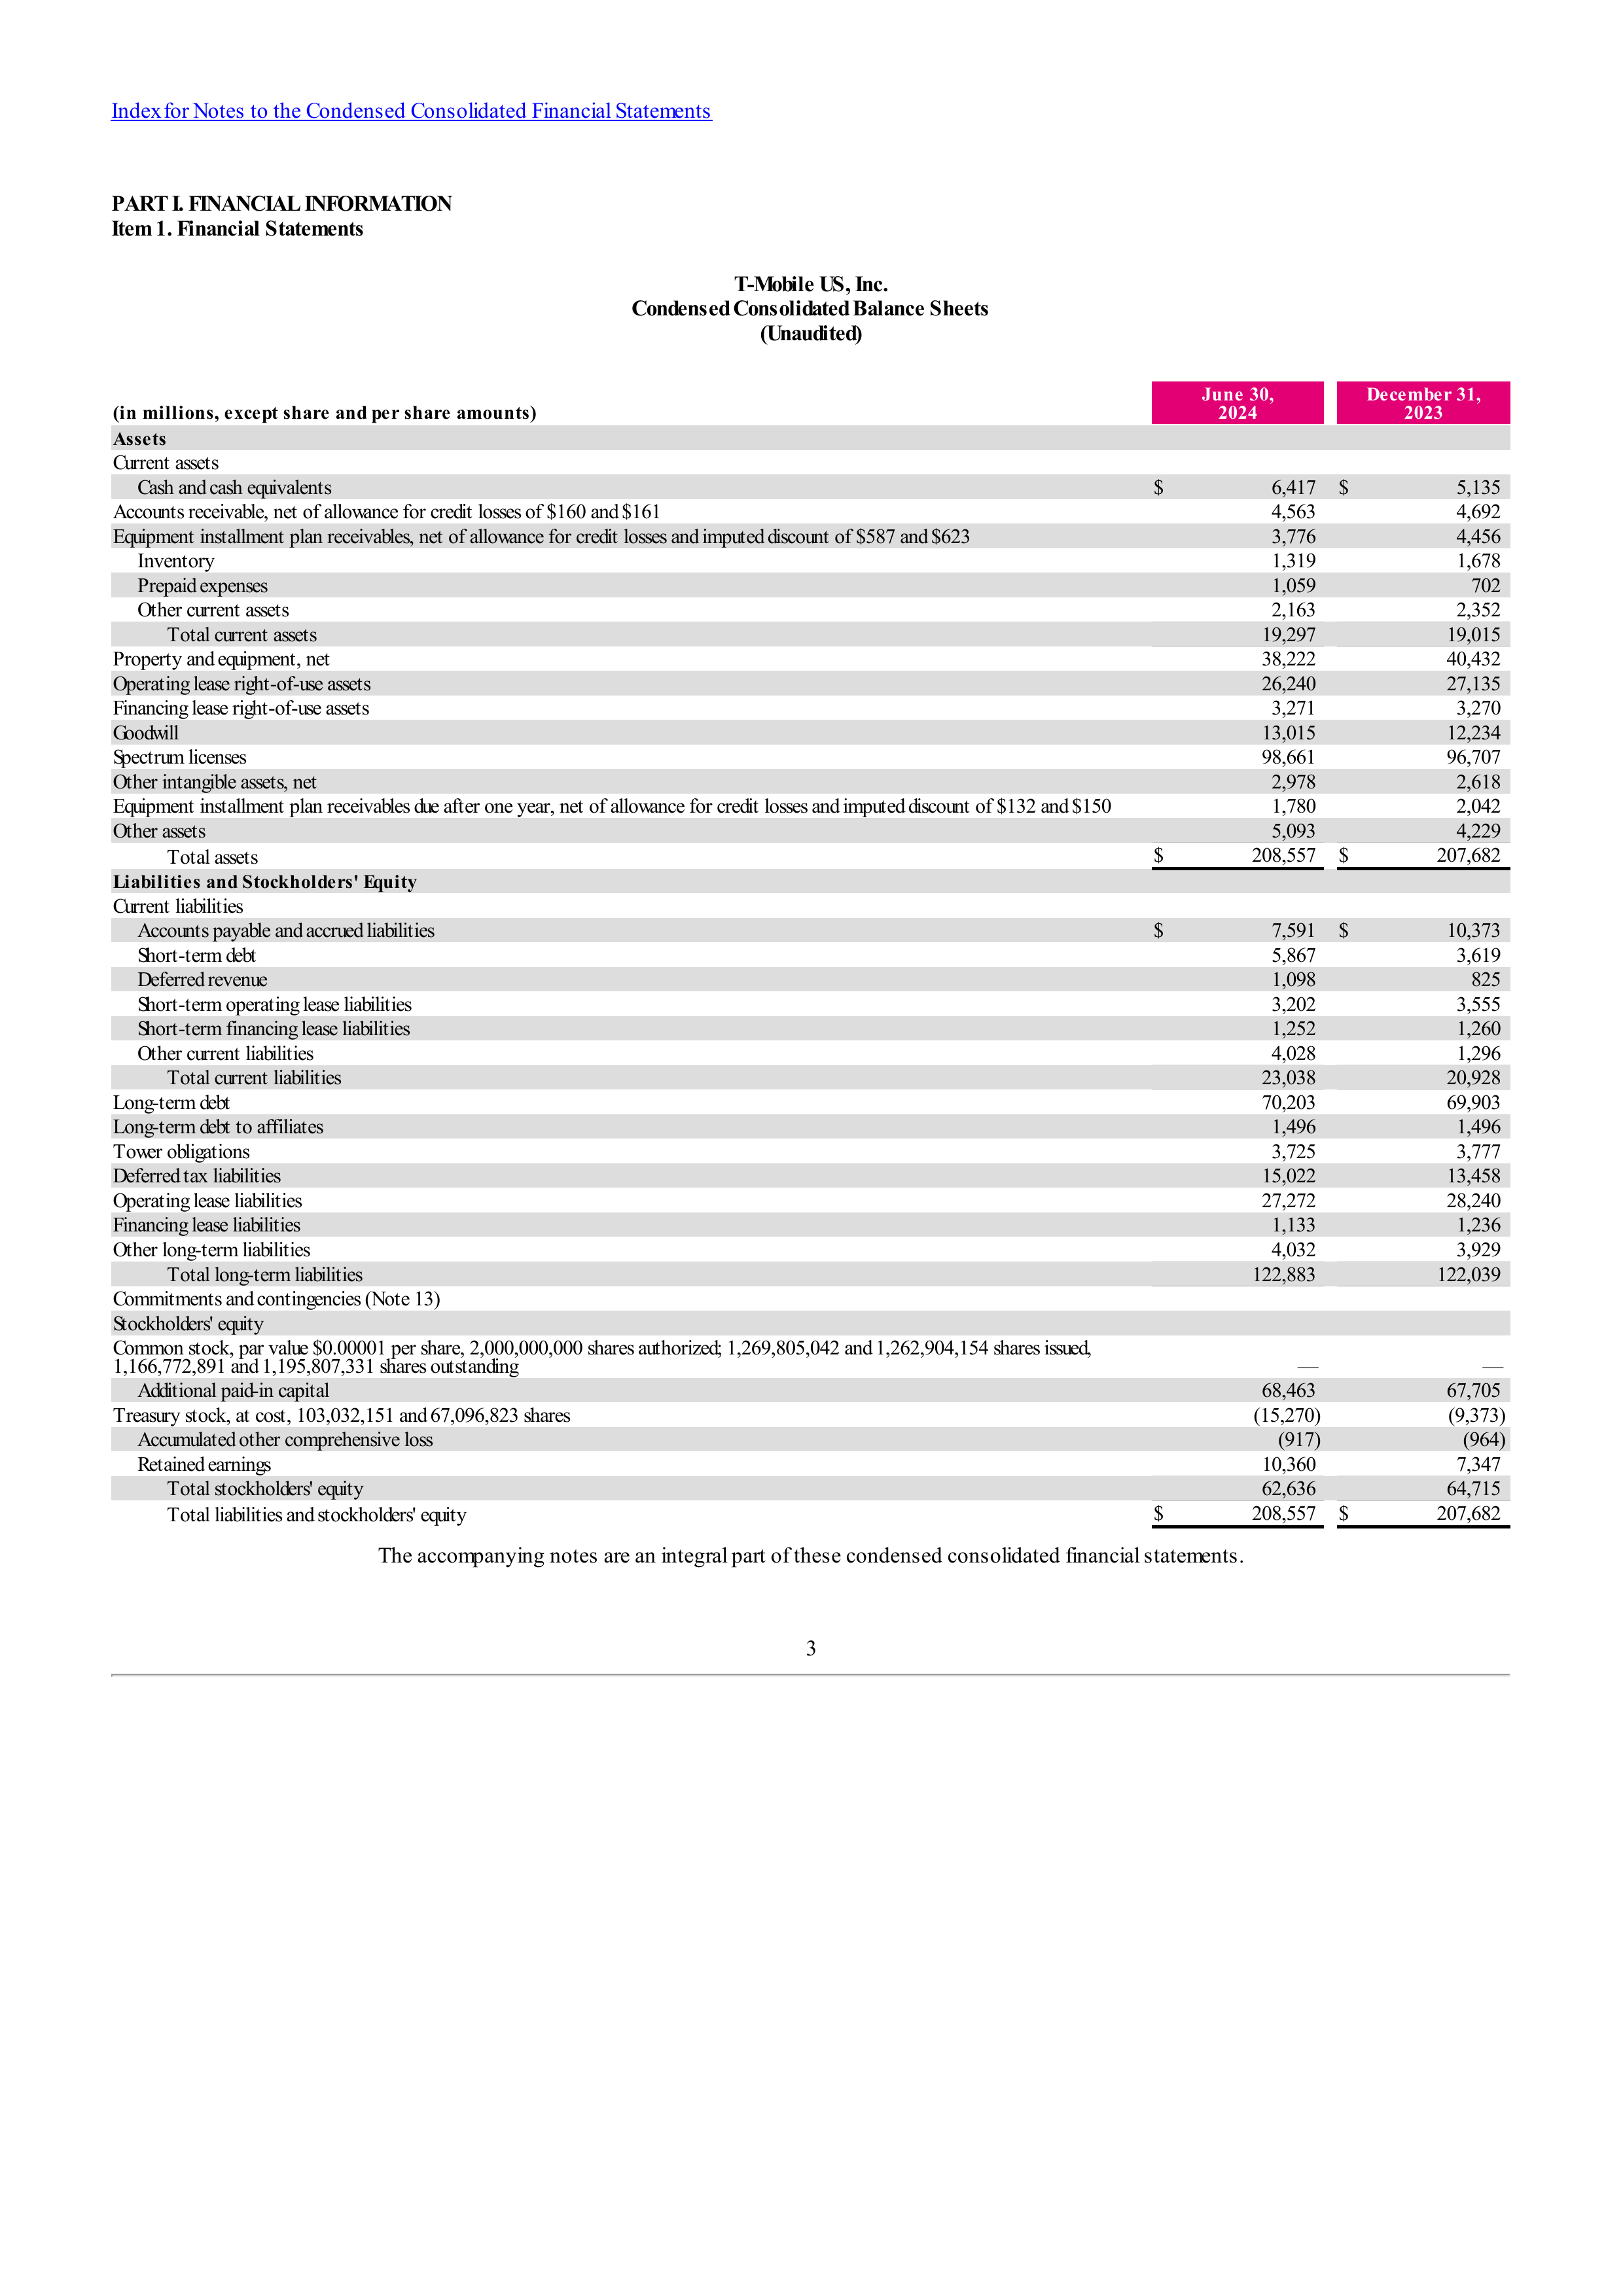 Index for Notes to the Condensed Consolidated Financial Statements
PART I. FINANCIAL INFORMATION
Item 1. Financial Statements
T-Mobile US, Inc.
Condensed Consolidated Balance Sheets
(Unaudited)
(in millions, except share and per share amounts) June 30, 2024 December 31, 2023
Assets
Current assets
Cash and cash equivalents $ 6,417 $ 5,135
Accounts receivable, net of allowance for credit losses of $160 and $161 4,563 4,692
Equipment installment plan receivables, net of allowance for credit losses and imputed discount of $587 and $623 3,776 4,456
Inventory 1,319 1,678
Prepaid expenses 1,059 702
Other current assets 2,163 2,352
Total current assets 19,297 19,015
Property and equipment, net 38,222 40,432
Operating lease right-of-use assets 26,240 27,135
Financing lease right-of-use assets 3,271 3,270
Goodwill 13,015 12,234
Spectrum licenses 98,661 96,707
Other intangible assets, net 2,978 2,618
Equipment installment plan receivables due after one year, net of allowance for credit losses and imputed discount of $132 and $150 1,780 2,042
Other assets 5,093 4,229
Total assets $ 208,557 $ 207,682
Liabilities and Stockholders' Equity
Current liabilities
Accounts payable and accrued liabilities $ 7,591 $ 10,373
Short-term debt 5,867 3,619
Deferred revenue 1,098 825
Short-term operating lease liabilities 3,202 3,555
Short-term financing lease liabilities 1,252 1,260
Other current liabilities 4,028 1,296
Total current liabilities 23,038 20,928
Long-term debt 70,203 69,903
Long-term debt to affiliates 1,496 1,496
Tower obligations 3,725 3,777
Deferred tax liabilities 15,022 13,458
Operating lease liabilities 27,272 28,240
Financing lease liabilities 1,133 1,236
Other long-term liabilities 4,032 3,929
Total long-term liabilities 122,883 122,039
Commitments and contingencies (Note 13)
Stockholders' equity
Common stock, par value $0.00001 per share, 2,000,000,000 shares authorized; 1,269,805,042 and 1,262,904,154 shares issued,
1,166,772,891 and 1,195,807,331 shares outstanding — —
Additional paid-in capital 68,463 67,705
Treasury stock, at cost, 103,032,151 and 67,096,823 shares (15,270) (9,373)
Accumulated other comprehensive loss (917) (964)
Retained earnings 10,360 7,347
Total stockholders' equity 62,636 64,715
Total liabilities and stockholders' equity $ 208,557 $ 207,682
The accompanying notes are an integral part of these condensed consolidated financial statements.
3